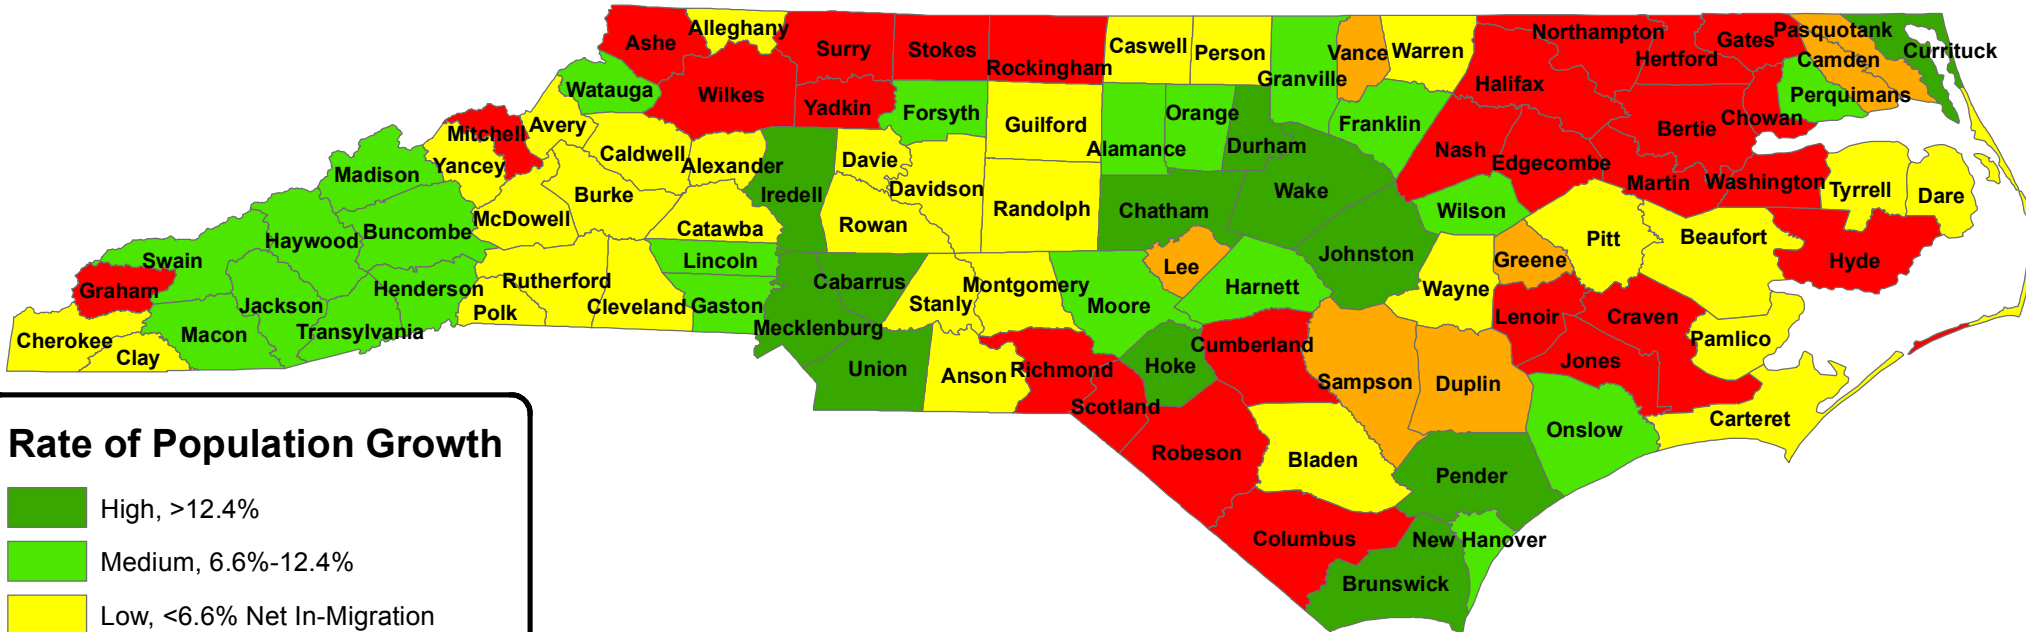 Alleghany
Ashe
Surry
Stokes
Rockingham
Caswell
Person
Granville
Vance
Warren
Northampton
Hertford
Gates
Pasquotank
Camden
Currituck
Perquimans
Watauga
Wilkes
Yadkin
Forsyth
Guilford
Alamance
Orange
Durham
Franklin
Halifax
Bertie
Chowan
Mitchell
Avery
Yancey
Caldwell
Alexander
Davie
Iredell
Davidson
Randolph
Chatham
Wake
Nash
Edgecombe
Martin
Washington
Tyrrell
Dare
Madison
Burke
McDowell
Catawba
Rowan
Wilson
Pitt
Beaufort
Hyde
Haywood
Buncombe
Swain
Graham
Jackson
Henderson
Rutherford
Polk
Cleveland
Lincoln
Gaston
Cabarrus
Stanly
Montgomery
Moore
Lee
Harnett
Johnston
Greene
Wayne
Lenoir
Craven
Pamlico
Cherokee
Clay
Macon
Transylvania
Mecklenburg
Union
Anson
Richmond
Scotland
Hoke
Cumberland
Sampson
Duplin
Jones
Carteret
Onslow
Robeson
Bladen
Pender
Columbus
New Hanover
Brunswick
Rate of Population Growth
High, >12.4%
Medium, 6.6%-12.4%
Low, <6.6% Net In-Migration